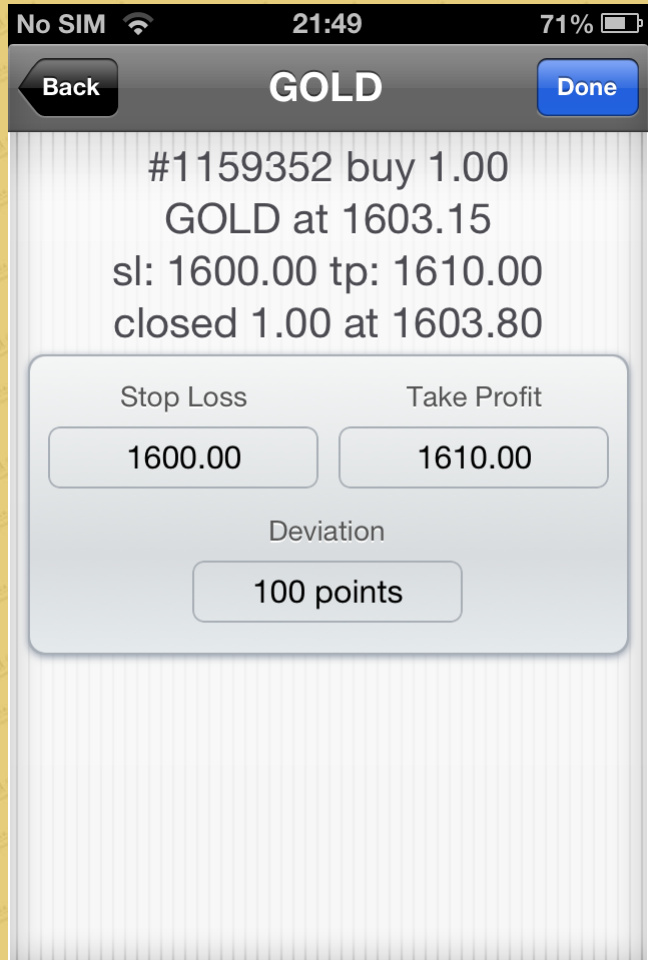 No SIM 21:49 71%
Back GOLD Done
#1159352 buy 1.00
GOLD at 1603.15
sl: 1600.00 tp: 1610.00
closed 1.00 at 1603.80
Stop Loss Take Profit
1600.00 1610.00
Deviation
100 points